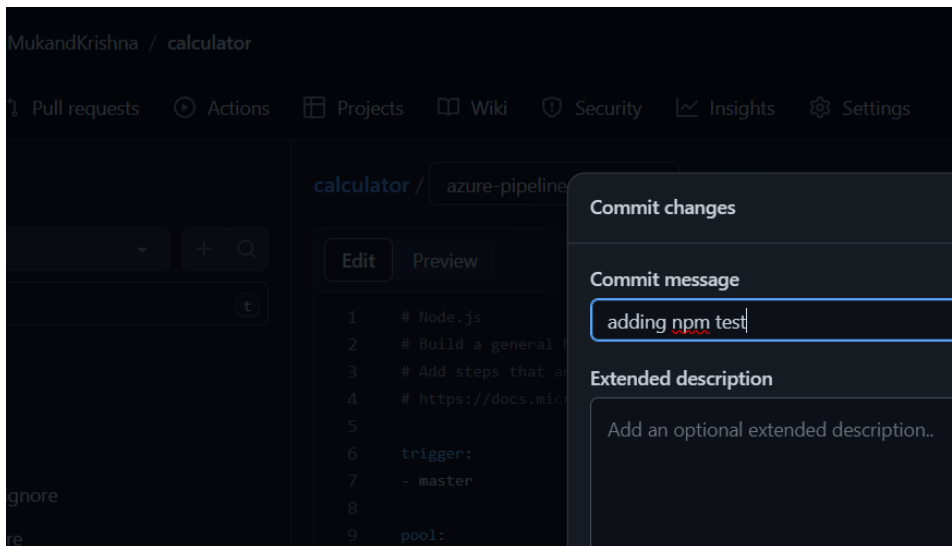 MukandKrishna / calculator
Pull requests Actions Projects Wiki Security Insights Settings
calculator / azure-pipeline
Commit changes
Edit Preview
Commit message
t
adding npm test
1 # Node.js
2 # Build a general
3 # Add steps that
4 # https://docs.mic
5
6 trigger:
7 - master
8
9 pool:
Extended description
Add an optional extended description..
gnore
re